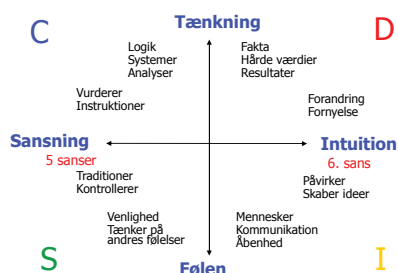 C
Tænkning
D
Logik
Systemer
Analyser
Fakta
Hårde værdier
Resultater
Vurderer
Instruktioner
Forandring
Fornyelse
Sansning
5 sanser
Intuition
6. sans
Traditioner
Kontrollerer
Påvirker
Skaber ideer
Venlighed
Tænker på
andres følelser
Mennesker
Kommunikation
Åbenhed
S
Følen
I